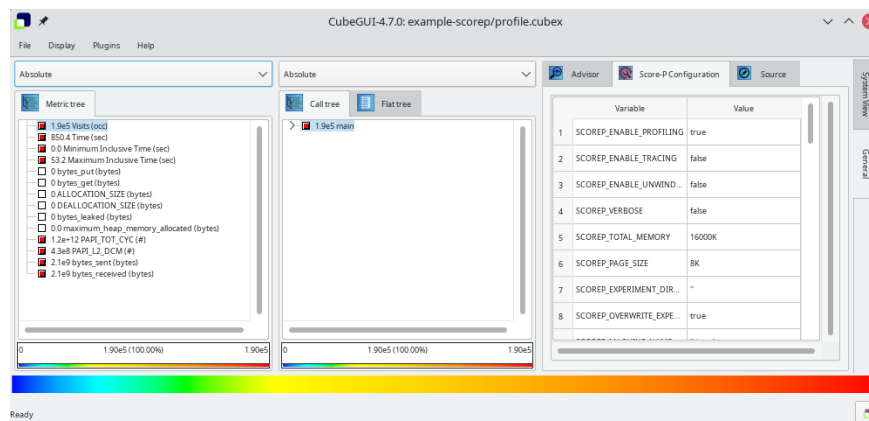 CubeGUI-4.7.0: example-scorep/profile.cubex
File Display Plugins Help
Absolute
Metric tree
1.9e5 Visits (occ)
850.4 Time (sec)
0.0 Minimum Inclusive Time (sec)
53.2 Maximum Inclusive Time (sec)
0 bytes_put (bytes)
0 bytes_get (bytes)
0 ALLOCATION_SIZE (bytes)
0 DEALLOCATION_SIZE (bytes)
0 bytes_leaked (bytes)
0.0 maximum_heap_memory_allocated (bytes)
1.2e+12 PAPI_TOT_CYC (#)
4.3e8 PAPI_L2_DCM (#)
2.1e9 bytes_sent (bytes)
2.1e9 bytes_received (bytes)
0 1.90e5 (100.00%) 1.90e5
Absolute
Call tree Flat tree
1.9e5 main
0 1.90e5 (100.00%) 1.90e5
Advisor Score-P Configuration Source
Variable Value
1 SCOREP_ENABLE_PROFILING true
2 SCOREP_ENABLE_TRACING false
3 SCOREP_ENABLE_UNWIND... false
4 SCOREP_VERBOSE false
5 SCOREP_TOTAL_MEMORY 16000K
6 SCOREP_PAGE_SIZE 8K
7 SCOREP_EXPERIMENT_DIR... ''
8 SCOREP_OVERWRITE_EXPE... true
System View
General
Ready